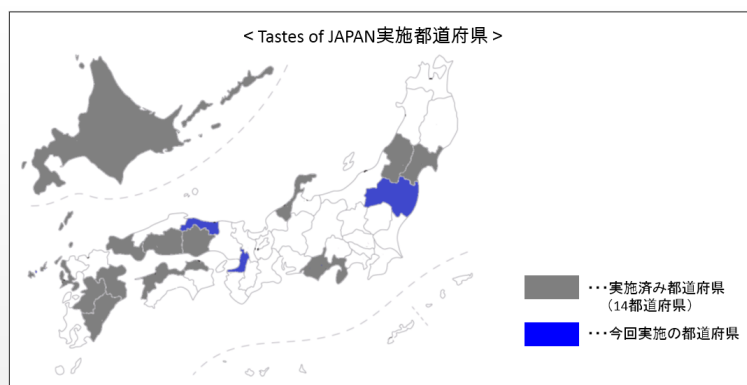 < Tastes of JAPAN実施都道府県 >
･･･実施済み都道府県
（14都道府県）
･･･今回実施の都道府県